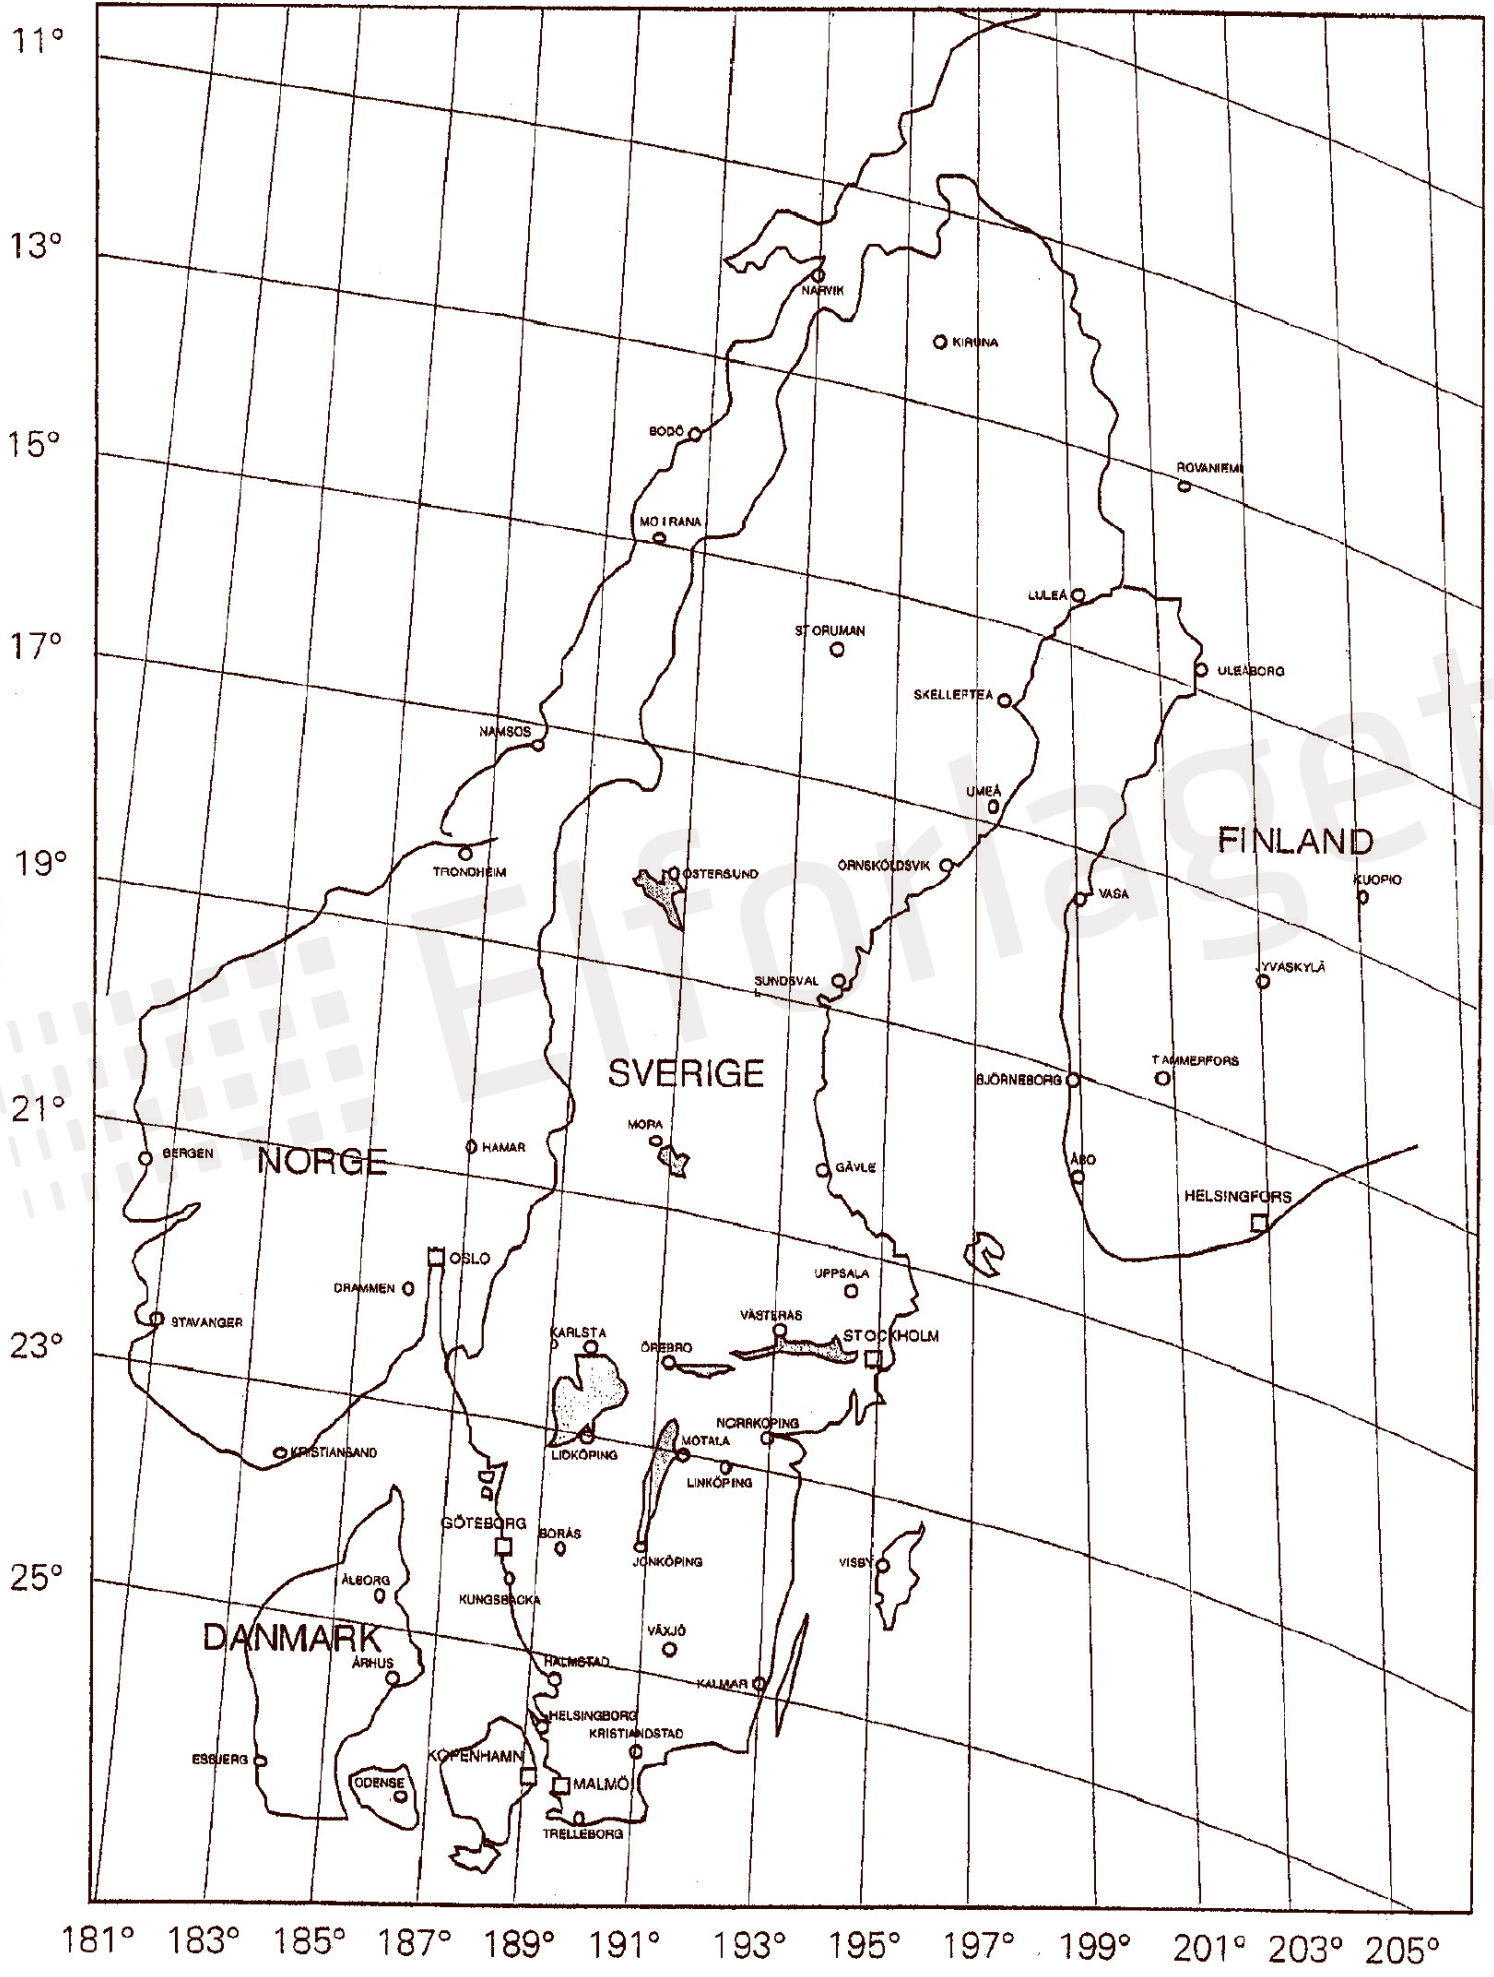 11°
13°
NARVIK
KIRUNA
BODÖ
15°
ROVANIEMI
MO I RANA
LULEÅ
17°
STORUMAN
ULEÅBORG
SKELLEFTEÅ
NAMSOS
UMEÅ
FINLAND
19°
ÖRNSKÖLDSVIK
TRONDHEIM
ÖSTERSUND
KUOPIO
VASA
Elforlaget
YVÄSKYLÄ
SUNDSVAL
SVERIGE
TAMMERFORS
BJÖRNEBORG
21°
MORA
BERGEN
NORGE
HAMAR
GÄVLE
ÅBO
HELSINGFORS
OSLO
UPPSALA
DRAMMEN
VÄSTERÅS
STAVANGER
23°
KARLSTA
ÖREBRO
STOCKHOLM
NORRKÖPING
KRISTIANSAND
LIDKÖPING
MOTALA
LINKÖPING
GÖTEBORG
BORÅS
JÖNKÖPING
VISBY
25°
ÅLBORG
KUNGSBACKA
DANMARK
VÄXJÖ
ÅRHUS
HALMSTAD
KALMAR
HELSINGBORG
KRISTIANDSTAD
ESBJERG
KÖPENHAMN
ODENSE
MALMÖ
TRELLEBORG
181° 183° 185° 187° 189° 191° 193° 195° 197° 199° 201° 203° 205°